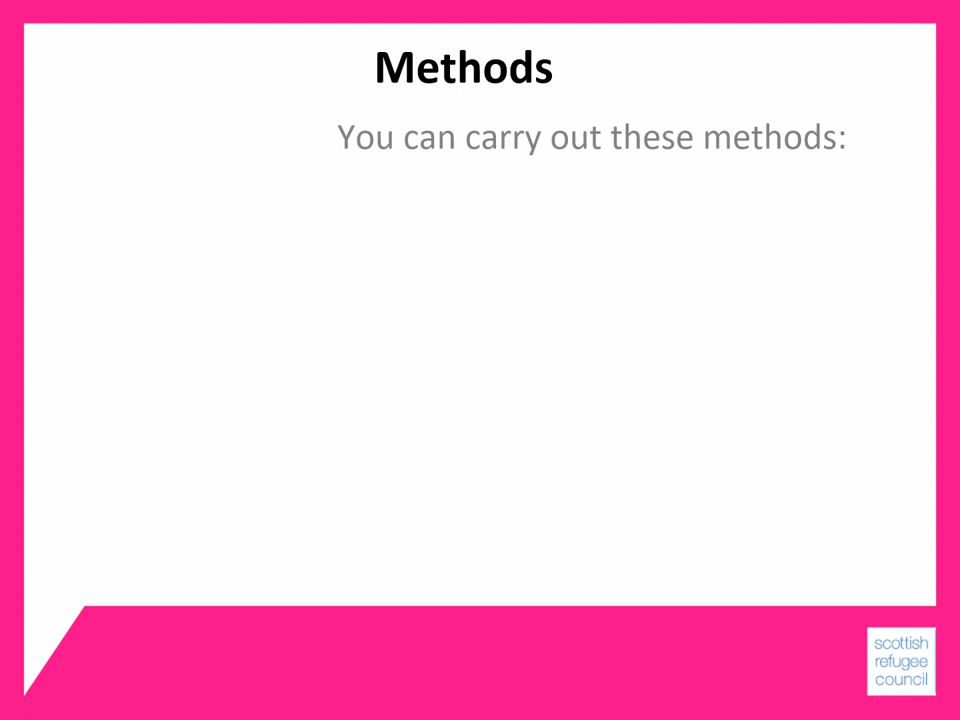 Methods
You can carry out these methods:
scottish
refugee
council